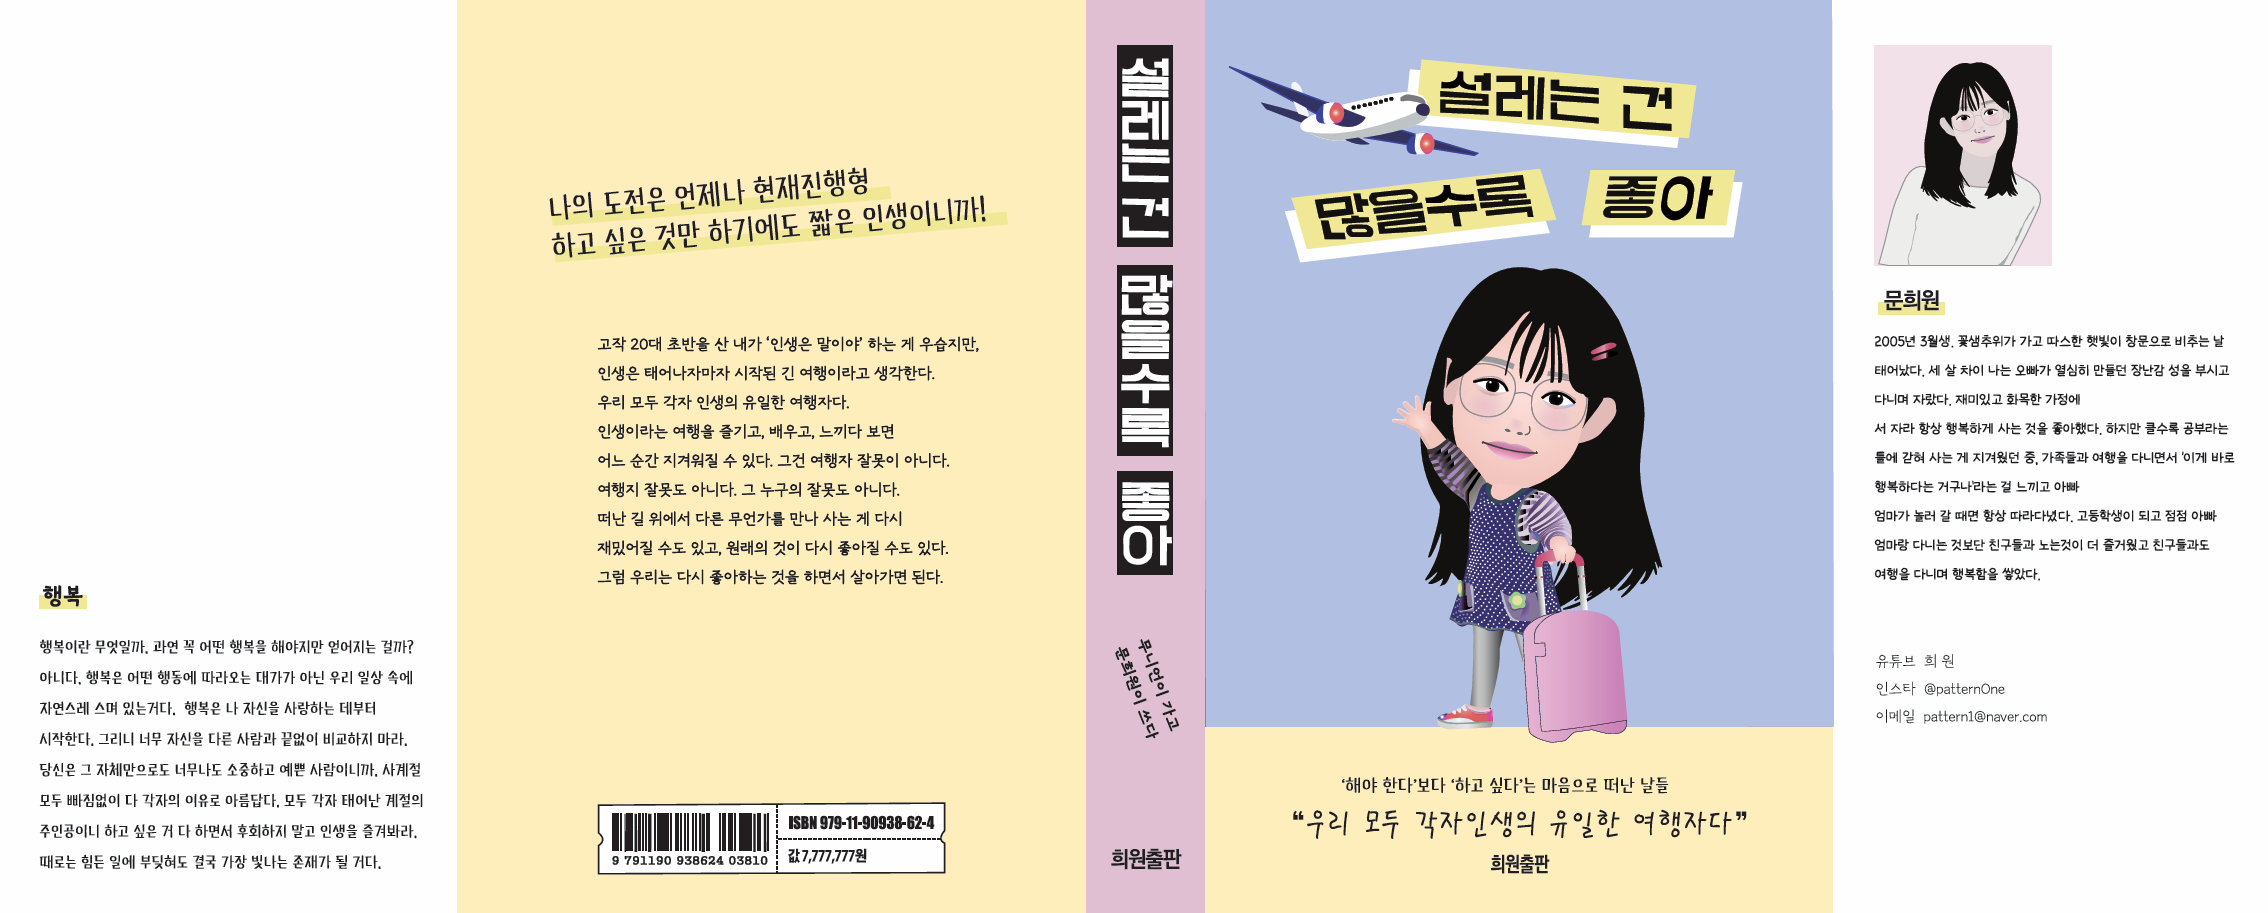 행복
행복이란 무엇일까. 과연 꼭 어떤 행복을 해야지만 얻어지는 걸까?
아니다. 행복은 어떤 행동에 따라오는 대가가 아닌 우리 일상 속에
자연스레 스며 있는거다. 행복은 나 자신을 사랑하는 데부터
시작한다. 그러니 너무 자신을 다른 사람과 끝없이 비교하지 마라.
당신은 그 자체만으로도 너무나도 소중하고 예쁜 사람이니까. 사계절
모두 빠짐없이 다 각자의 이유로 아름답다. 모두 각자 태어난 계절의
주인공이니 하고 싶은 거 다 하면서 후회하지 말고 인생을 즐겨봐라.
때로는 힘든 일에 부딪혀도 결국 가장 빛나는 존재가 될 거다.
나의 도전은 언제나 현재진행형
하고 싶은 것만 하기에도 짧은 인생이니까!
고작 20대 초반을 산 내가 ‘인생은 말이야’ 하는 게 우습지만,
인생은 태어나자마자 시작된 긴 여행이라고 생각한다.
우리 모두 각자 인생의 유일한 여행자다.
인생이라는 여행을 즐기고, 배우고, 느끼다 보면
어느 순간 지겨워질 수 있다. 그건 여행자 잘못이 아니다.
여행지 잘못도 아니다. 그 누구의 잘못도 아니다.
떠난 길 위에서 다른 무언가를 만나 사는 게 다시
재밌어질 수도 있고, 원래의 것이 다시 좋아질 수도 있다.
그럼 우리는 다시 좋아하는 것을 하면서 살아가면 된다.
9 791190 938624 03810
ISBN 979-11-90938-62-4
값 7,777,777원
설레는 건
많을수록
좋아
무니언이 가고
문희원이 쓰다
희원출판
설레는 건
많을수록 좋아
‘해야 한다’보다 ‘하고 싶다’는 마음으로 떠난 날들
“우리 모두 각자인생의 유일한 여행자다”
희원출판
문희원
2005년 3월생. 꽃샘추위가 가고 따스한 햇빛이 창문으로 비추는 날
태어났다. 세 살 차이 나는 오빠가 열심히 만들던 장난감 성을 부시고
다니며 자랐다. 재미있고 화목한 가정에
서 자라 항상 행복하게 사는 것을 좋아했다. 하지만 클수록 공부라는
틀에 갇혀 사는 게 지겨웠던 중, 가족들과 여행을 다니면서 ‘이게 바로
행복하다는 거구나’라는 걸 느끼고 아빠
엄마가 놀러 갈 때면 항상 따라다녔다. 고등학생이 되고 점점 아빠
엄마랑 다니는 것보단 친구들과 노는것이 더 즐거웠고 친구들과도
여행을 다니며 행복함을 쌓았다.
유튜브 희 원
인스타 @patternOne
이메일 pattern1@naver.com